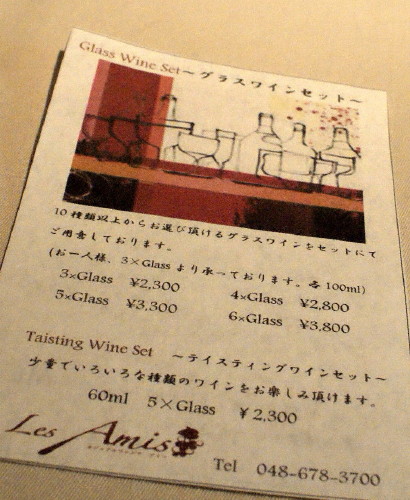 Glass Wine Set～グラスワインセット～
10種類以上からお選び頂けるグラスワインをセットにて
ご用意しております。
(お一人様、3×Glassより承っております。各100ml)
3×Glass ¥2,300 4×Glass ¥2,800
5×Glass ¥3,300 6×Glass ¥3,800
Taisting Wine Set ～テイスティングワインセット～
少量でいろいろな種類のワインをお楽しみ頂けます。
60ml 5×Glass ¥2,300
Les Amis
Tel 048-678-3700